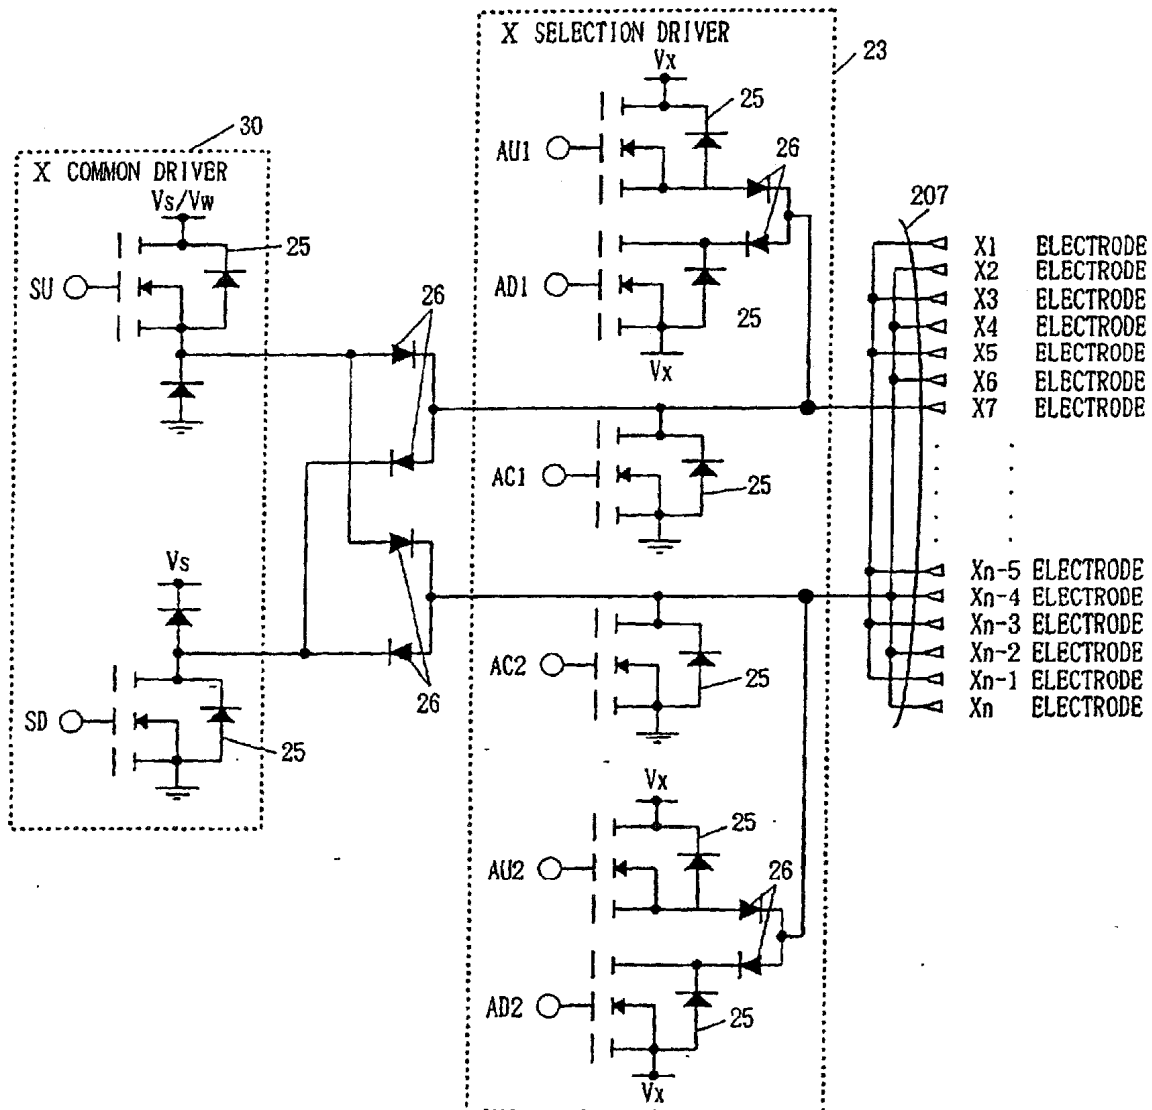 X SELECTION DRIVER
23
Vx
25
AU1
26
30
X COMMON DRIVER
Vs/Vw
25
SU
AD1
25
Vx
26
207
X1 ELECTRODE
X2 ELECTRODE
X3 ELECTRODE
X4 ELECTRODE
X5 ELECTRODE
X6 ELECTRODE
X7 ELECTRODE
AC1
25
Vs
Xn-5 ELECTRODE
Xn-4 ELECTRODE
Xn-3 ELECTRODE
Xn-2 ELECTRODE
Xn-1 ELECTRODE
Xn ELECTRODE
AC2
25
26
SD
25
Vx
25
AU2
26
AD2
25
Vx